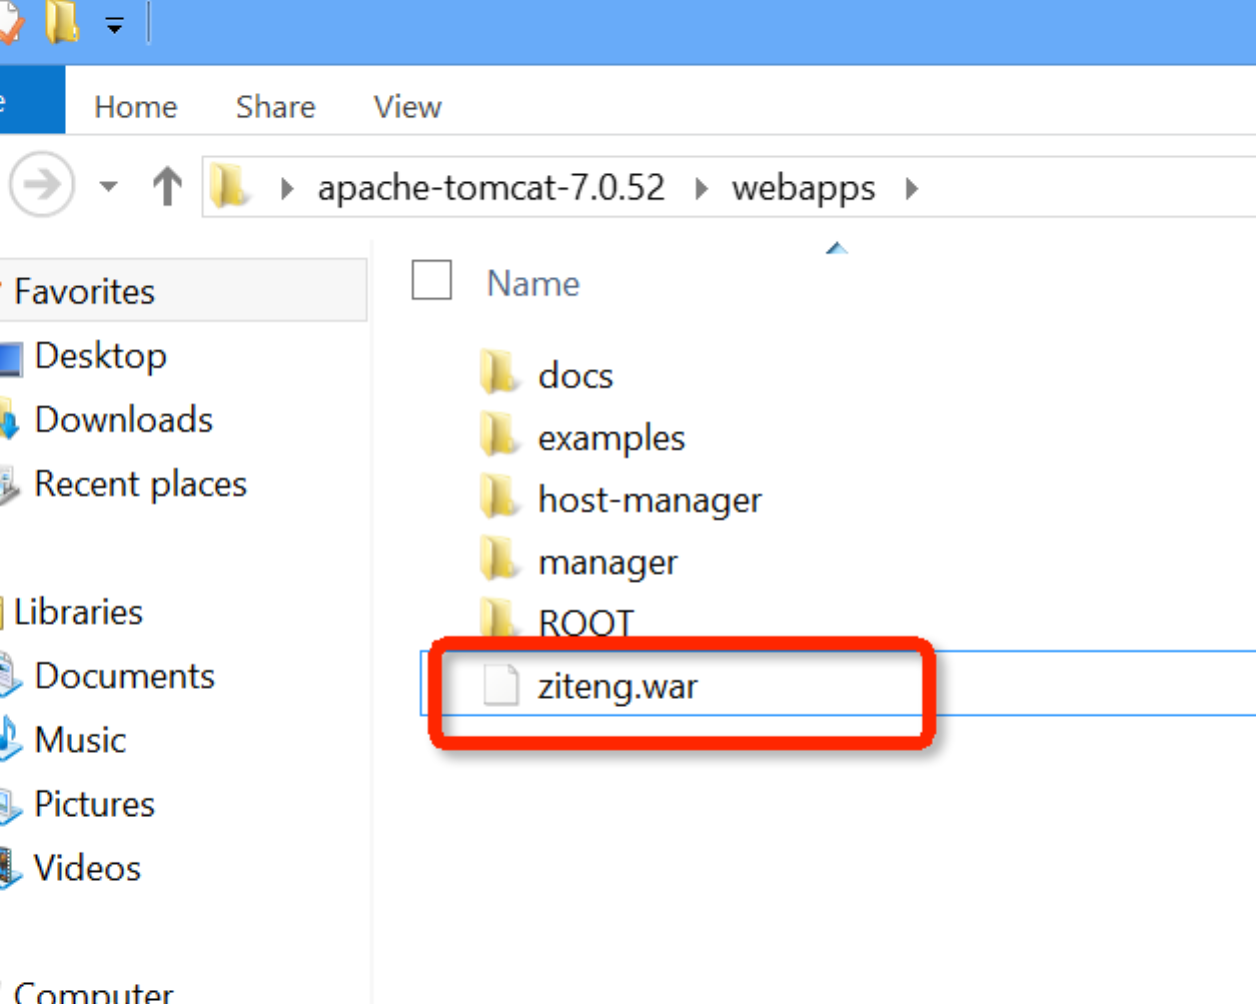 Home Share View
apache-tomcat-7.0.52 webapps
Favorites
Desktop
Downloads
Recent places
Libraries
Documents
Music
Pictures
Videos
Computer
Name
docs
examples
host-manager
manager
ROOT
ziteng.war